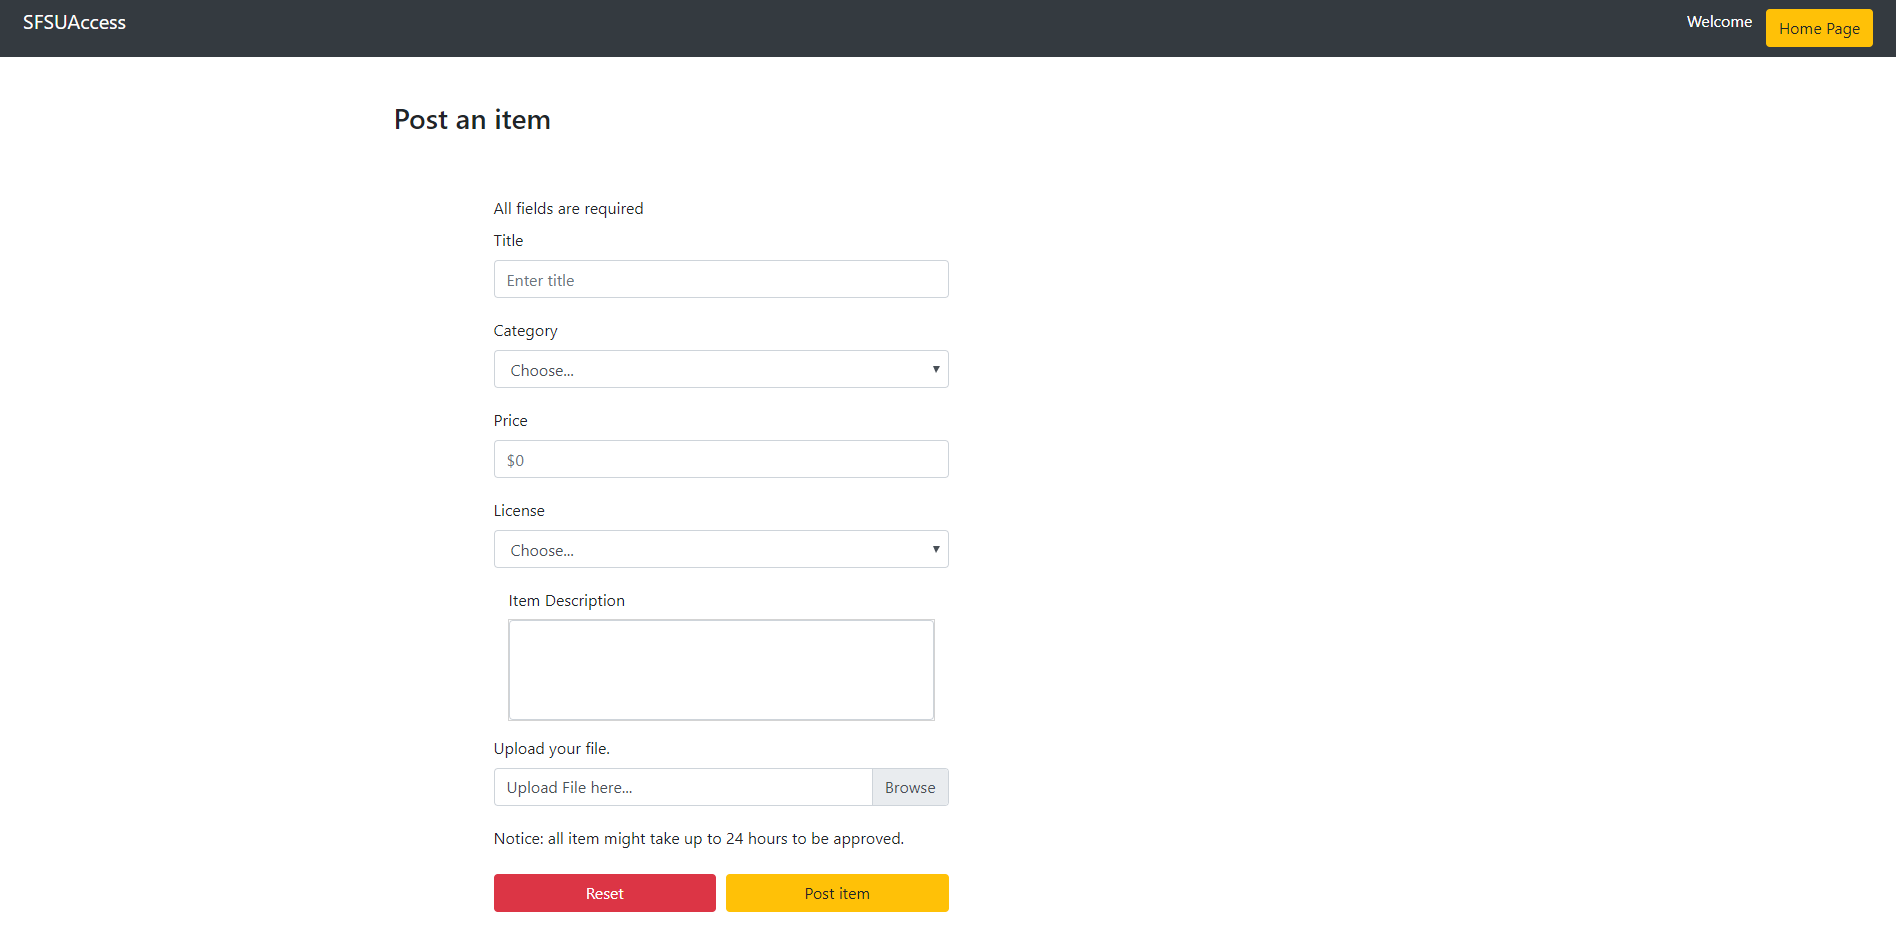 SFSUAccess
Welcome
Home Page
Post an item
All fields are required
Title
Enter title
Category
Choose...
Price
$0
License
Choose...
Item Description
Upload your file.
Upload File here...
Browse
Notice: all item might take up to 24 hours to be approved.
Reset
Post item